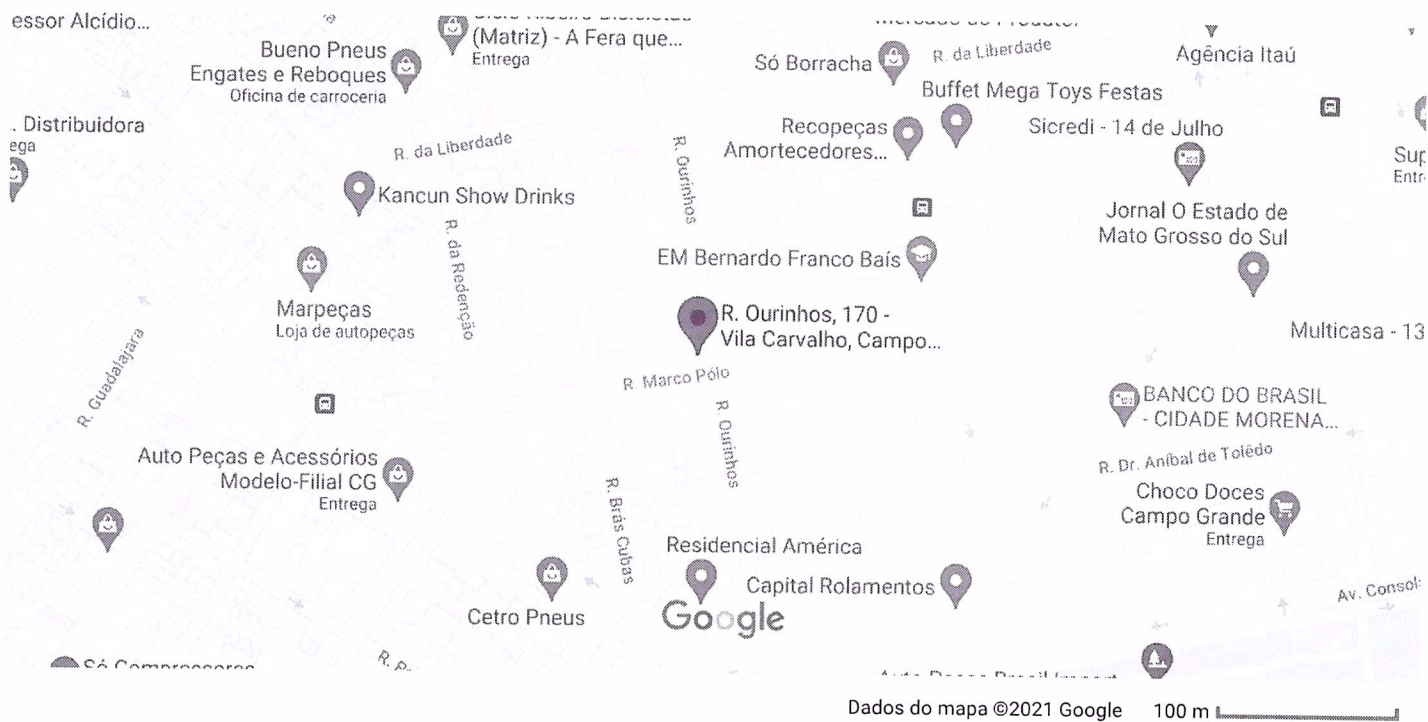 essor Alcídio...
(Matriz) - A Fera que...
Entrega
Bueno Pneus
Engates e Reboques
Oficina de carroceria
Só Borracha
R. da Liberdade
Agência Itaú
Buffet Mega Toys Festas
. Distribuidora
ega
R. da Liberdade
R. Ourinhos
Recopeças
Amortecedores...
Sicredi - 14 de Julho
Sup
Entr
Kancun Show Drinks
R. da Redenção
Jornal O Estado de
Mato Grosso do Sul
EM Bernardo Franco Baís
Marpeças
Loja de autopeças
R. Ourinhos, 170 -
Vila Carvalho, Campo...
Multicasa - 13
R. Guadalajara
R. Marco Pólo
BANCO DO BRASIL
- CIDADE MORENA...
R. Ourinhos
Auto Peças e Acessórios
Modelo-Filial CG
Entrega
R. Dr. Aníbal de Tolêdo
Choco Doces
Campo Grande
Entrega
R. Brás Cubas
Residencial América
Capital Rolamentos
Av. Consol
Cetro Pneus
Google
Dados do mapa ©2021 Google 100 m